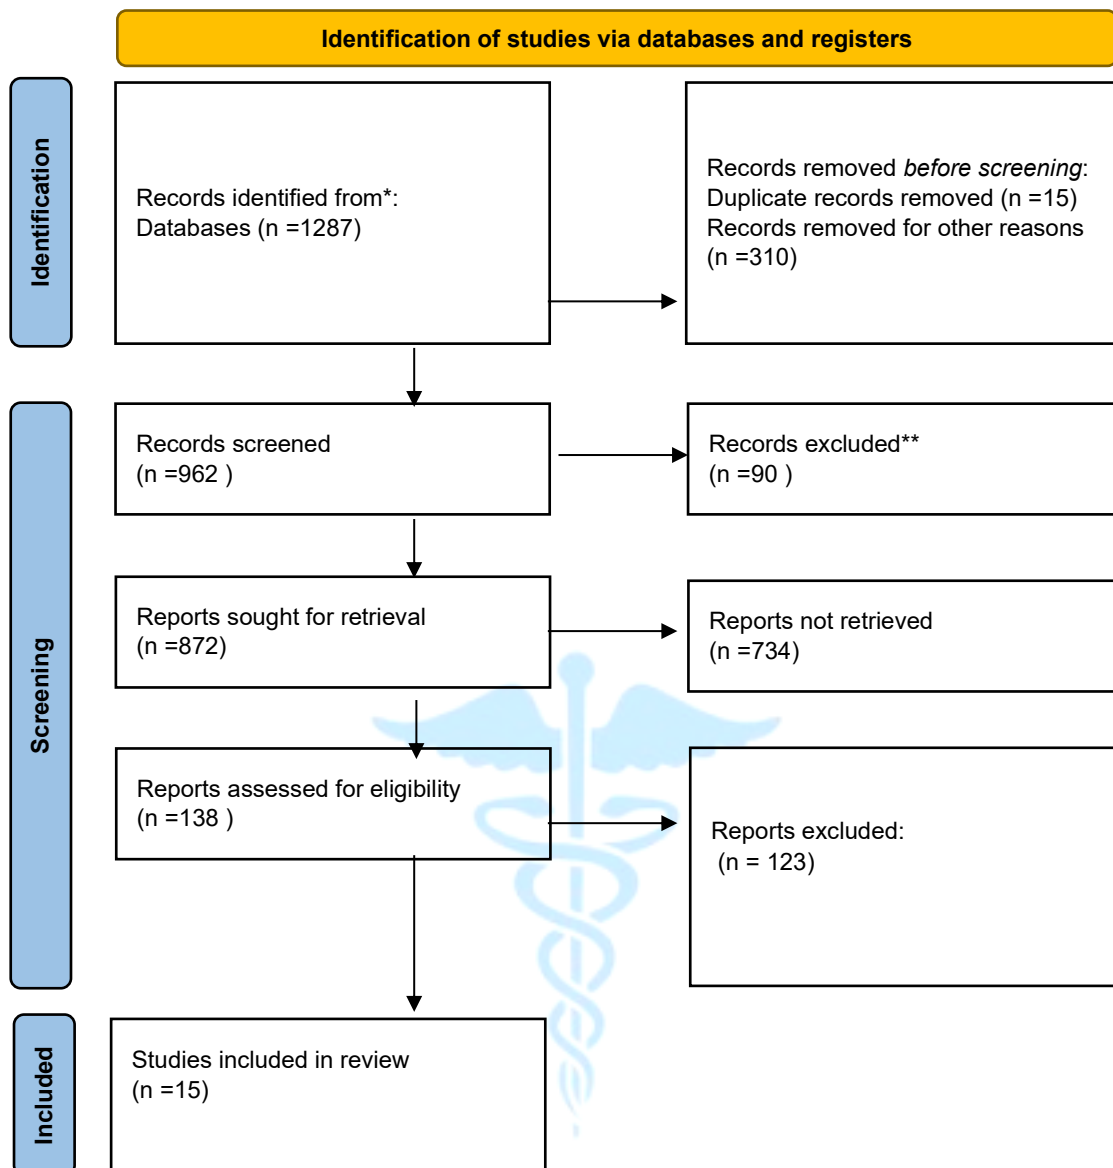 Identification of studies via databases and registers
Identification
Records identified from*:
Databases (n =1287)
Records removed before screening:
Duplicate records removed (n =15)
Records removed for other reasons
(n =310)
Screening
Records screened
(n =962 )
Records excluded**
(n =90 )
Reports sought for retrieval
(n =872)
Reports not retrieved
(n =734)
Reports assessed for eligibility
(n =138 )
Reports excluded:
(n = 123)
Included
Studies included in review
(n =15)